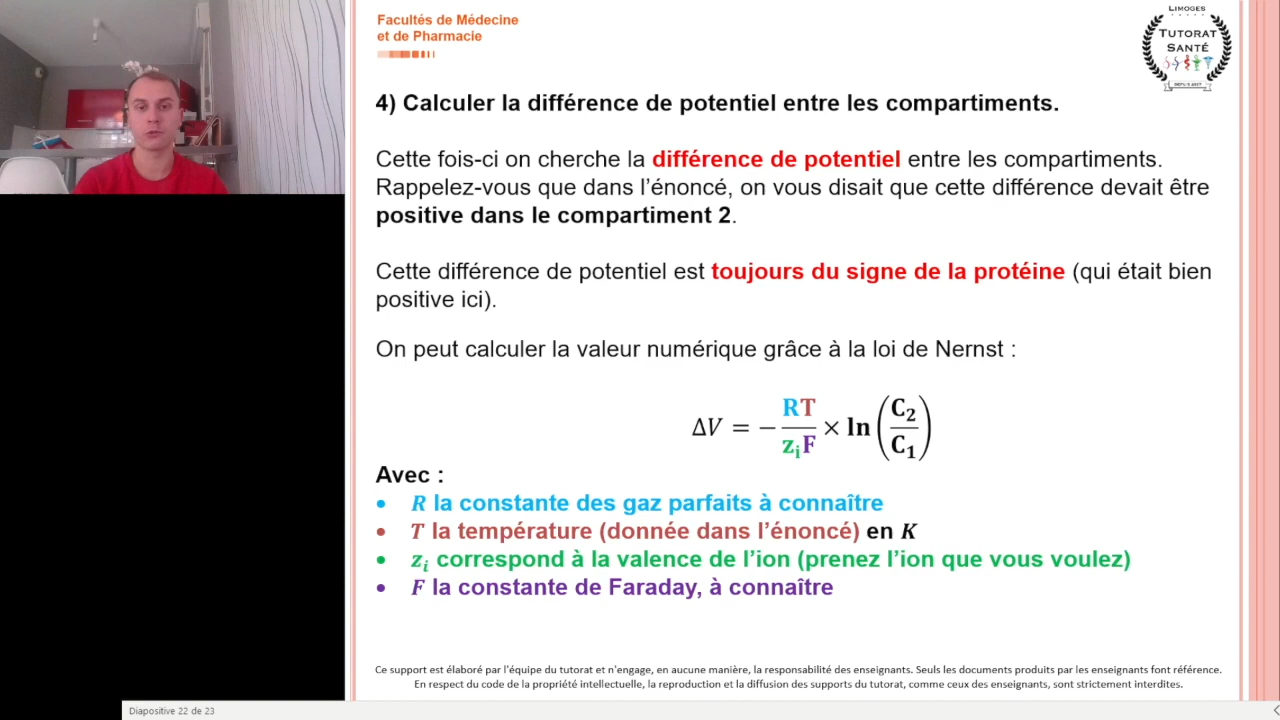 Facultés de Médecine
et de Pharmacie
LIMOGES
TUTORAT
SANTÉ
DEPUIS 2007
4) Calculer la différence de potentiel entre les compartiments.
Cette fois-ci on cherche la différence de potentiel entre les compartiments.
Rappelez-vous que dans l’énoncé, on vous disait que cette différence devait être
positive dans le compartiment 2.
Cette différence de potentiel est toujours du signe de la protéine (qui était bien
positive ici).
On peut calculer la valeur numérique grâce à la loi de Nernst :
ΔV = − RT / zᵢF × ln (C₂ / C₁)
Avec :
• R la constante des gaz parfaits à connaître
• T la température (donnée dans l’énoncé) en K
• zᵢ correspond à la valence de l’ion (prenez l’ion que vous voulez)
• F la constante de Faraday, à connaître
Ce support est élaboré par l’équipe du tutorat et n’engage, en aucune manière, la responsabilité des enseignants. Seuls les documents produits par les enseignants font référence.
En respect du code de la propriété intellectuelle, la reproduction et la diffusion des supports du tutorat, comme ceux des enseignants, sont strictement interdites.
Diapositive 22 de 23